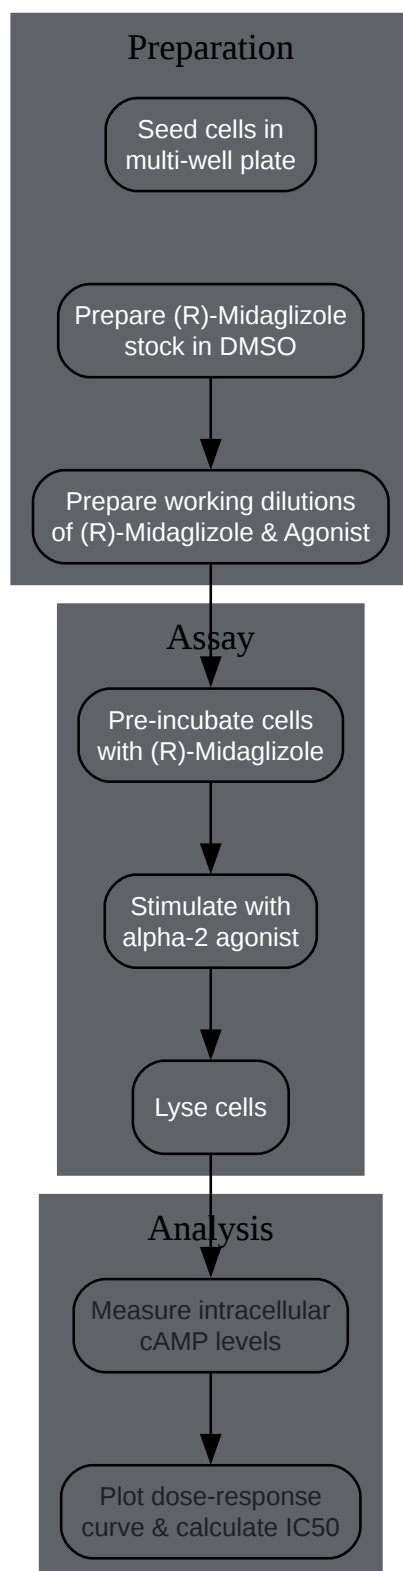 Preparation
Seed cells in
multi-well plate
Prepare (R)-Midaglizole
stock in DMSO
Prepare working dilutions
of (R)-Midaglizole & Agonist
Assay
Pre-incubate cells
with (R)-Midaglizole
Stimulate with
alpha-2 agonist
Lyse cells
Analysis
Measure intracellular
cAMP levels
Plot dose-response
curve & calculate IC50